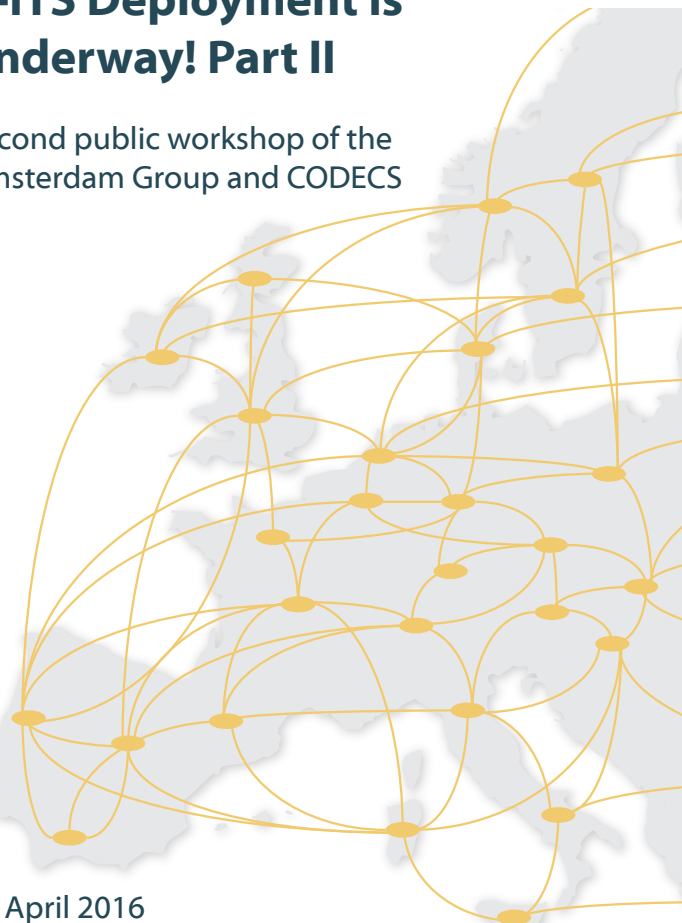 -ITS Deployment is
nderway! Part II
cond public workshop of the
nsterdam Group and CODECS
April 2016